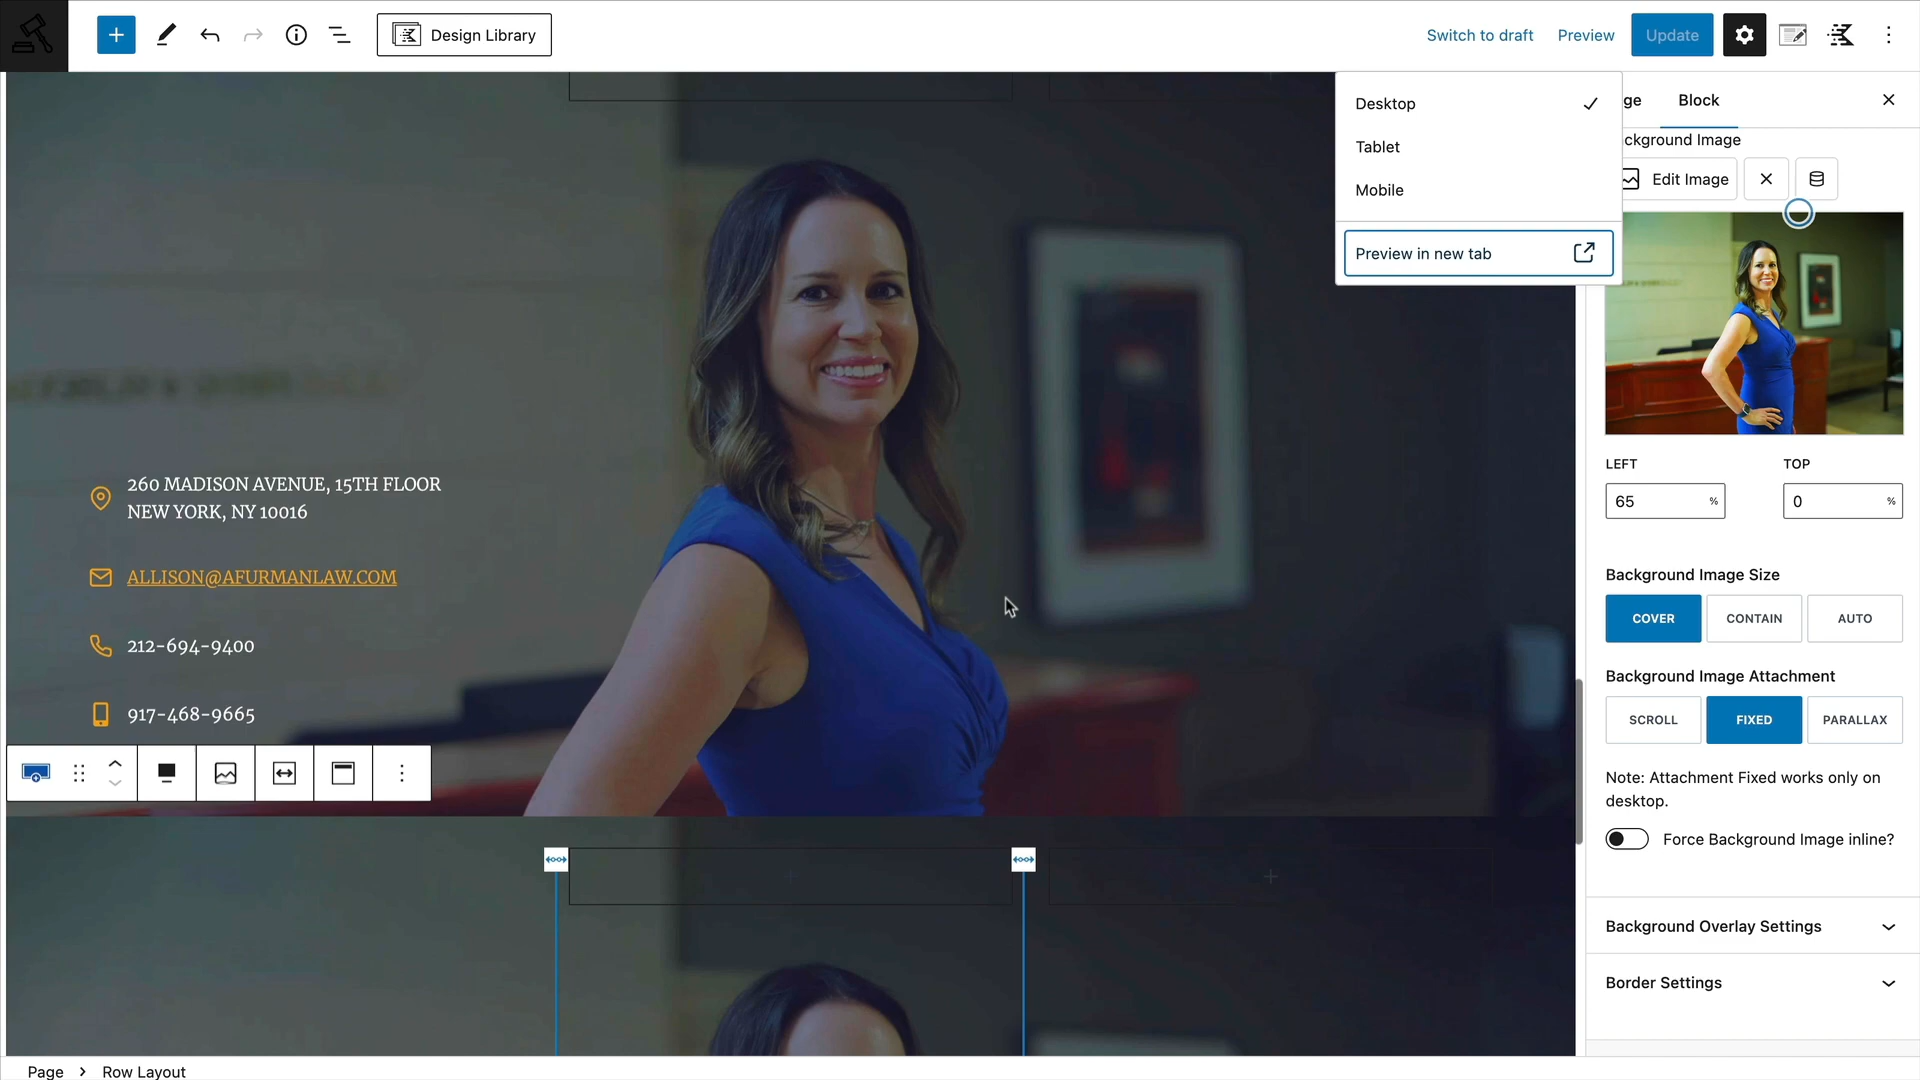 Design Library
Switch to draft
Preview
Update
Desktop
Tablet
Mobile
Preview in new tab
ge
Block
ckground Image
Edit Image
LEFT
TOP
65 %
0 %
Background Image Size
COVER
CONTAIN
AUTO
Background Image Attachment
SCROLL
FIXED
PARALLAX
Note: Attachment Fixed works only on
desktop.
Force Background Image inline?
Background Overlay Settings
Border Settings
260 MADISON AVENUE, 15TH FLOOR
NEW YORK, NY 10016
ALLISON@AFURMANLAW.COM
212-694-9400
917-468-9665
Page
Row Layout